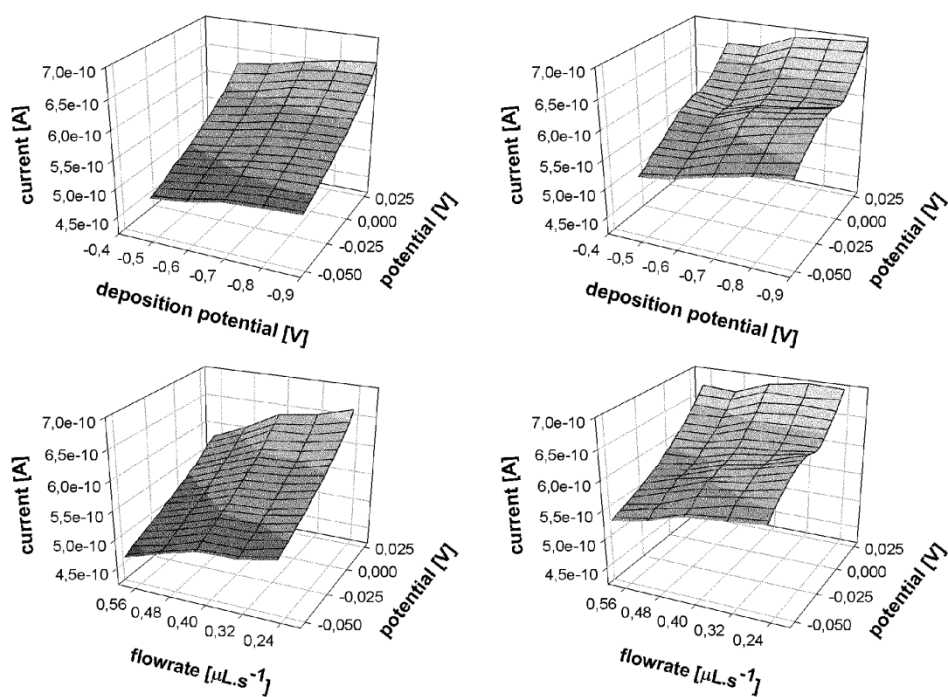 7,0e-10
6,5e-10
6,0e-10
5,5e-10
5,0e-10
4,5e-10
current [A]
-0,4
-0,5
-0,6
-0,7
-0,8
-0,9
deposition potential [V]
0,025
0,000
-0,025
-0,050
potential [V]
7,0e-10
6,5e-10
6,0e-10
5,5e-10
5,0e-10
4,5e-10
current [A]
-0,4
-0,5
-0,6
-0,7
-0,8
-0,9
deposition potential [V]
0,025
0,000
-0,025
-0,050
potential [V]
7,0e-10
6,5e-10
6,0e-10
5,5e-10
5,0e-10
4,5e-10
current [A]
0,56
0,48
0,40
0,32
0,24
flowrate [µL.s⁻¹]
0,025
0,000
-0,025
-0,050
potential [V]
7,0e-10
6,5e-10
6,0e-10
5,5e-10
5,0e-10
4,5e-10
current [A]
0,56
0,48
0,40
0,32
0,24
flowrate [µL.s⁻¹]
0,025
0,000
-0,025
-0,050
potential [V]